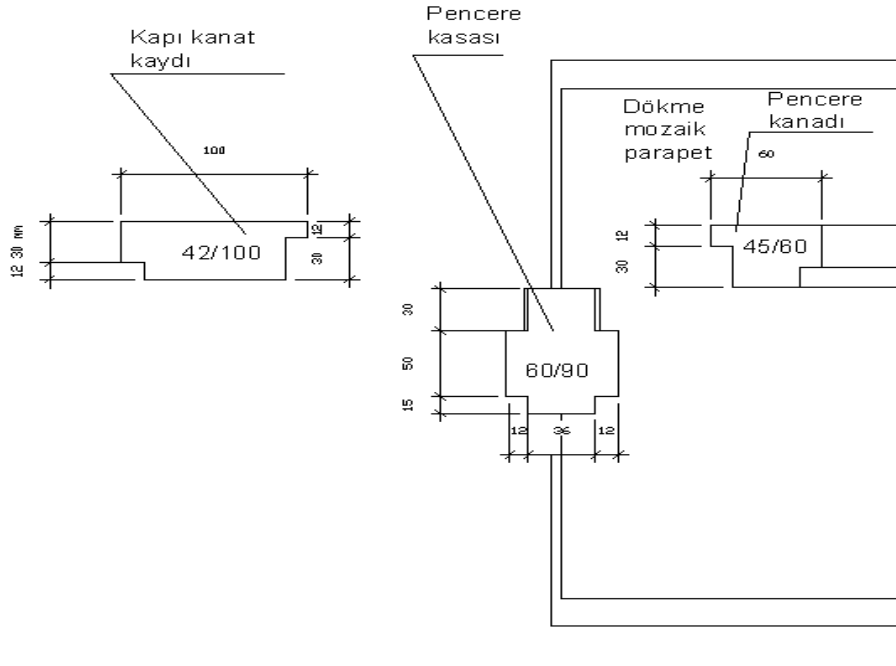 Kapı kanat
kaydı
100
12 30 mm
42/100
12
30
Pencere
kasası
30
50
15
60/90
12
36
12
Dökme
mozaik
parapet
Pencere
kanadı
60
12
30
45/60